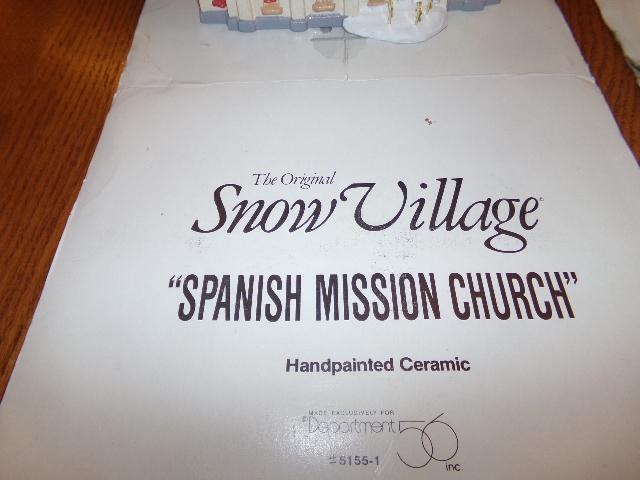 The Original
Snow Village
"SPANISH MISSION CHURCH"
Handpainted Ceramic
MADE EXCLUSIVELY FOR
©Department 56 inc.
#5155-1